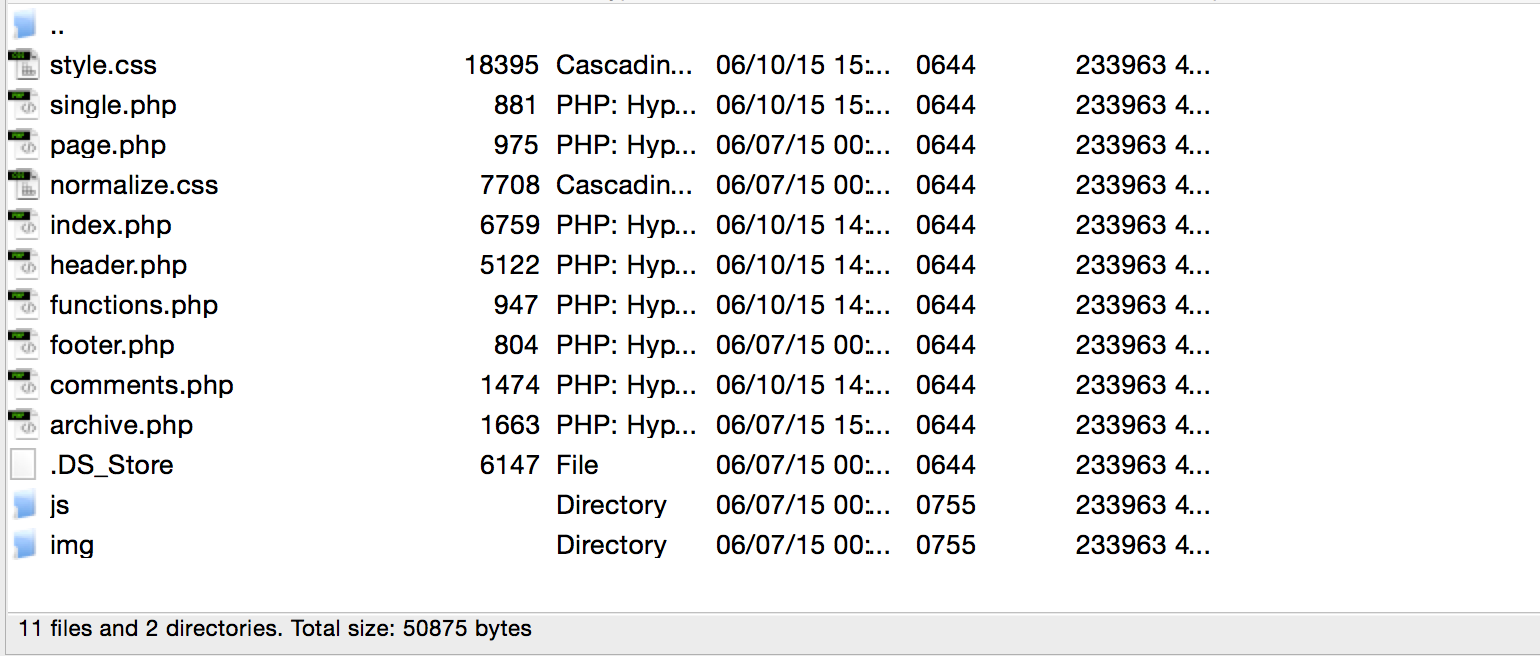 ..
style.css 18395 Cascadin... 06/10/15 15:... 0644 233963 4...
single.php 881 PHP: Hyp... 06/10/15 15:... 0644 233963 4...
page.php 975 PHP: Hyp... 06/07/15 00:... 0644 233963 4...
normalize.css 7708 Cascadin... 06/07/15 00:... 0644 233963 4...
index.php 6759 PHP: Hyp... 06/10/15 14:... 0644 233963 4...
header.php 5122 PHP: Hyp... 06/10/15 14:... 0644 233963 4...
functions.php 947 PHP: Hyp... 06/10/15 14:... 0644 233963 4...
footer.php 804 PHP: Hyp... 06/07/15 00:... 0644 233963 4...
comments.php 1474 PHP: Hyp... 06/10/15 14:... 0644 233963 4...
archive.php 1663 PHP: Hyp... 06/07/15 15:... 0644 233963 4...
.DS_Store 6147 File 06/07/15 00:... 0644 233963 4...
js Directory 06/07/15 00:... 0755 233963 4...
img Directory 06/07/15 00:... 0755 233963 4...
11 files and 2 directories. Total size: 50875 bytes